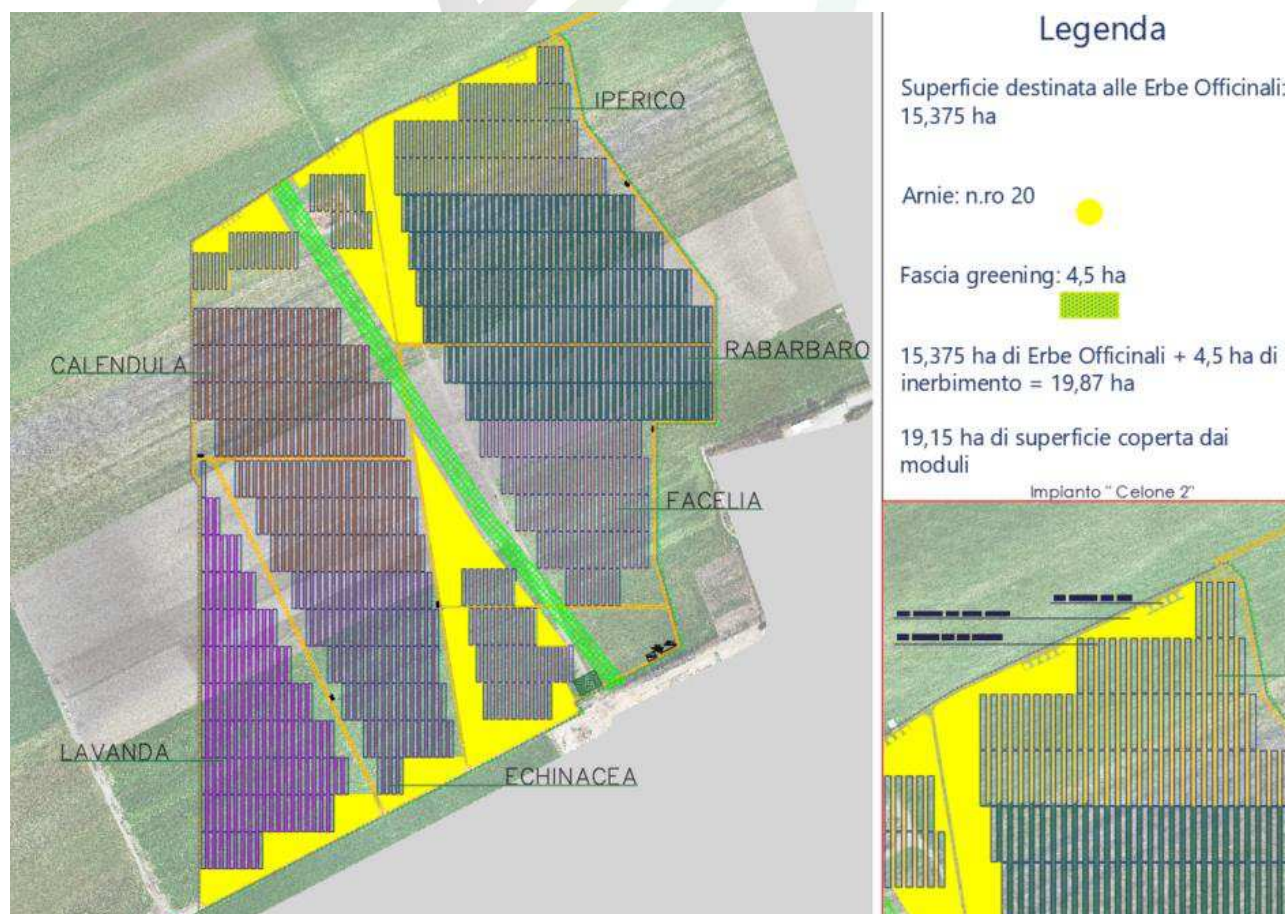 IPERICO
CALENDULA
RABARBARO
FACELIA
LAVANDA
ECHINACEA
Legenda
Superficie destinata alle Erbe Officinali:
15,375 ha
Arnie: n.ro 20
Fascia greening: 4,5 ha
15,375 ha di Erbe Officinali + 4,5 ha di
inerbimento = 19,87 ha
19,15 ha di superficie coperta dai
moduli
Impianto " Celone 2"